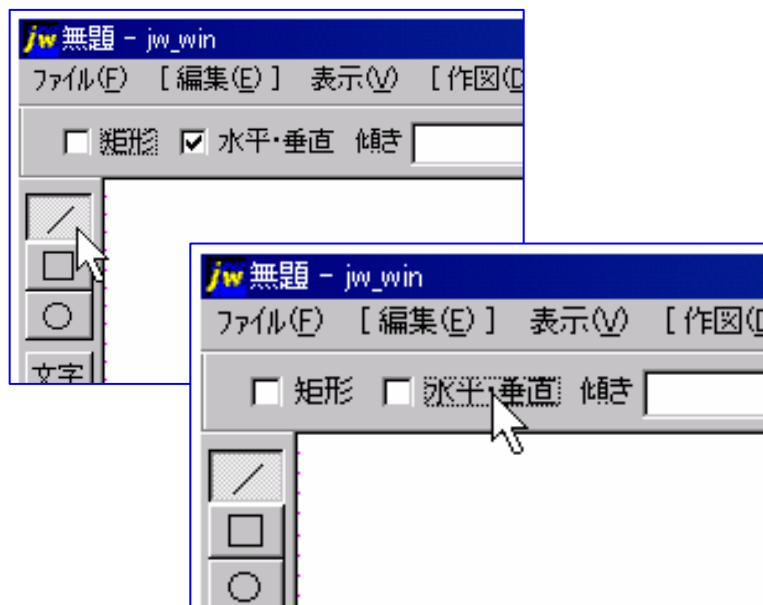 jw 無題 - jw_win
ファイル(F) [編集(E)] 表示(V) [作図(D
矩形 水平・垂直 傾き
文字
jw 無題 - jw_win
ファイル(F) [編集(E)] 表示(V) [作図(D
矩形 水平・垂直 傾き